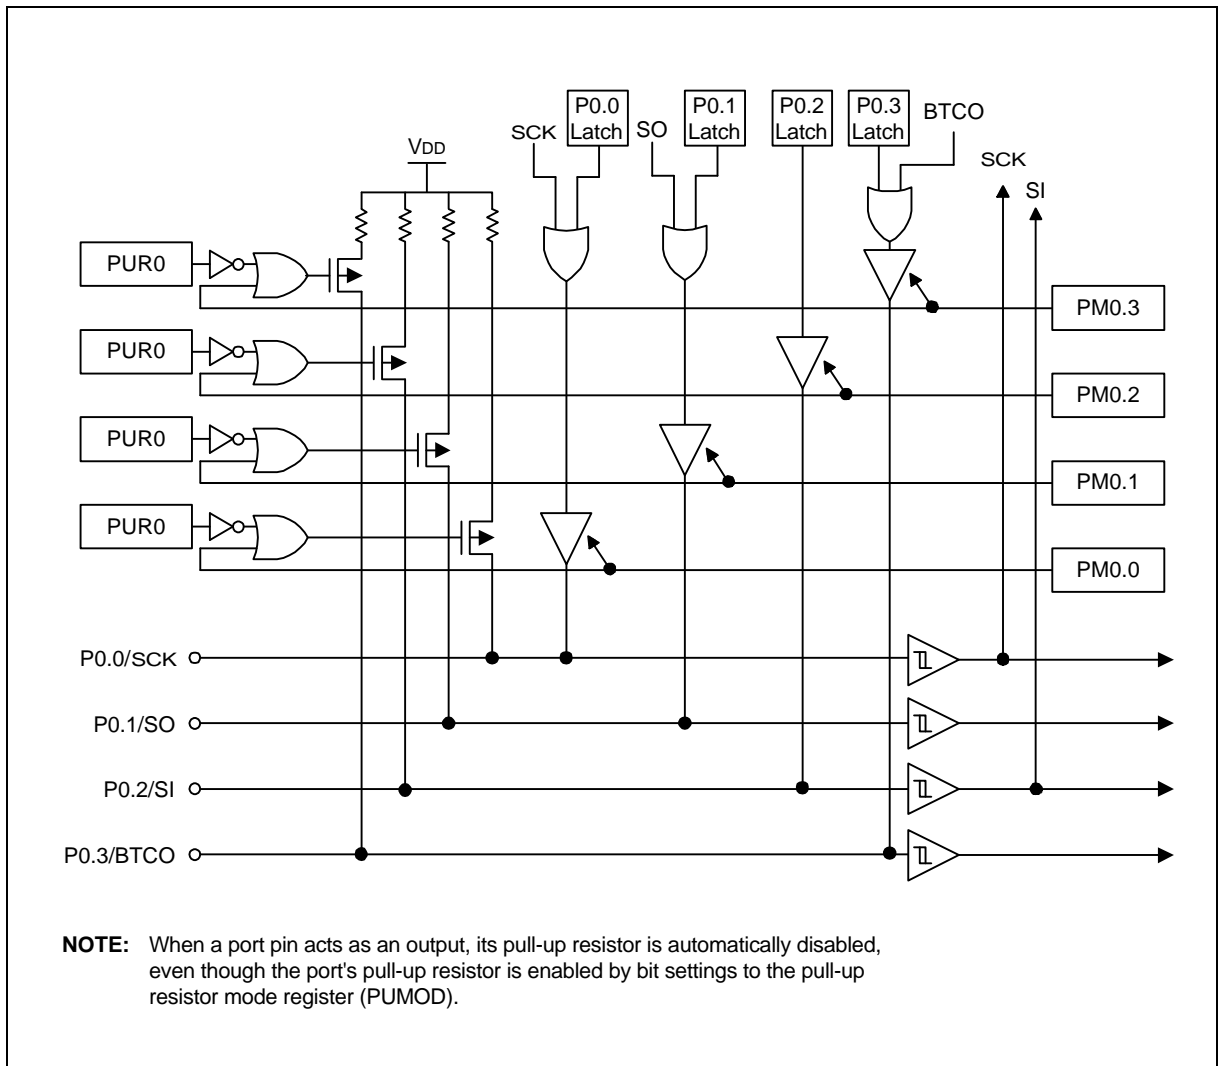 P0.0
Latch
P0.1
Latch
P0.2
Latch
P0.3
Latch
BTCO
SCK
SO
SCK
VDD
SI
PUR0
PM0.3
PUR0
PM0.2
PUR0
PM0.1
PUR0
PM0.0
P0.0/SCK
P0.1/SO
P0.2/SI
P0.3/BTCO
NOTE: When a port pin acts as an output, its pull-up resistor is automatically disabled,
even though the port's pull-up resistor is enabled by bit settings to the pull-up
resistor mode register (PUMOD).